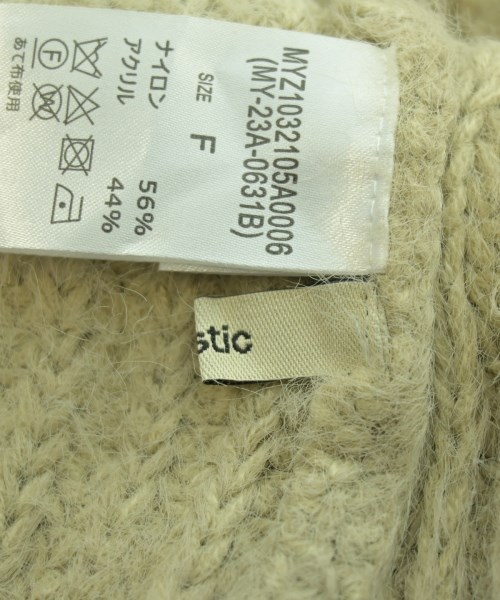 MYZ1032105A0006
(MY-23A-0631B)
SIZE F
ナイロン 56%
アクリル 44%
あて布使用
stic